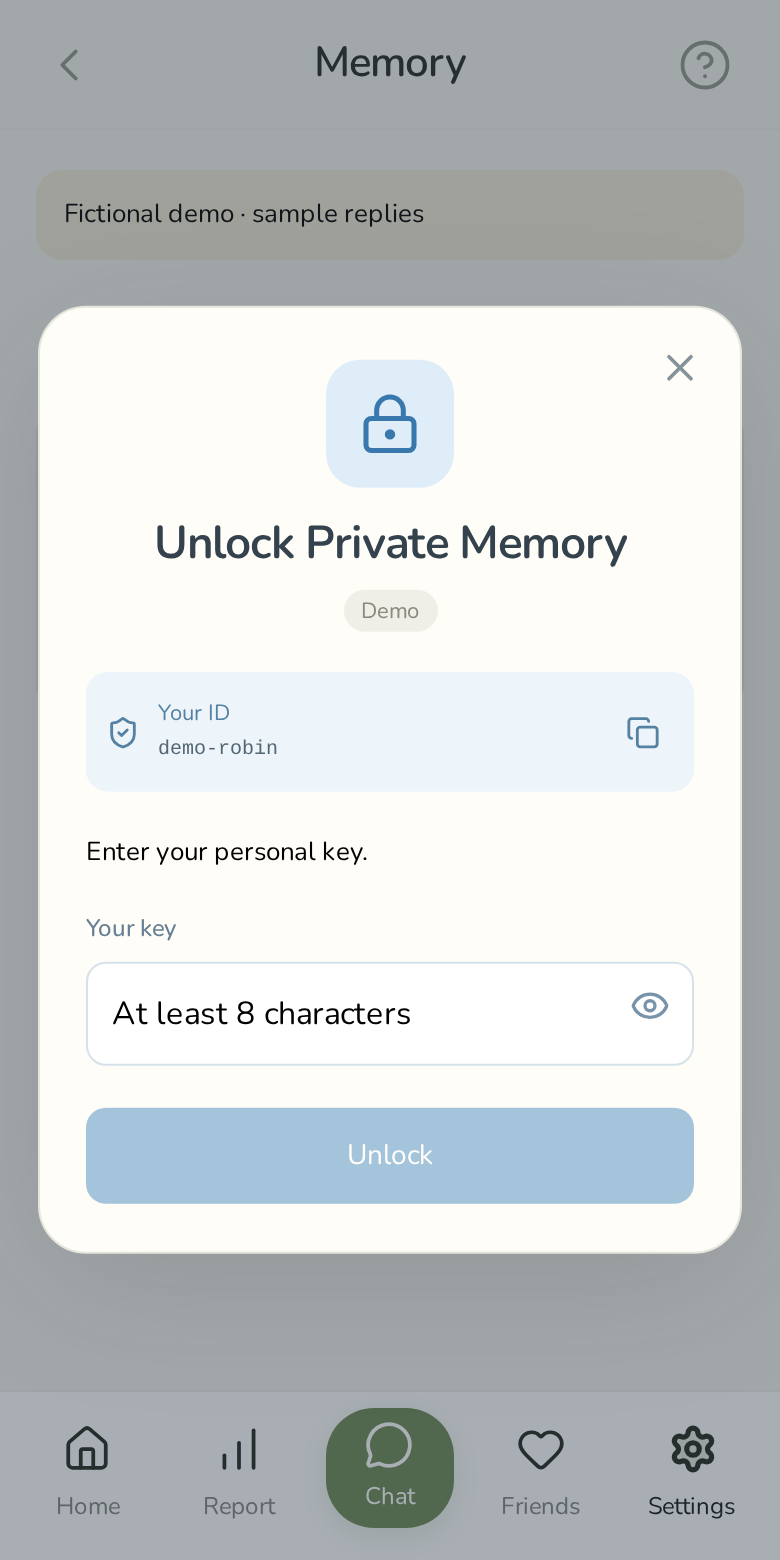 Memory
Fictional demo · sample replies
Unlock Private Memory
Demo
Your ID
demo-robin
Enter your personal key.
Your key
At least 8 characters
Unlock
Home
Report
Chat
Friends
Settings